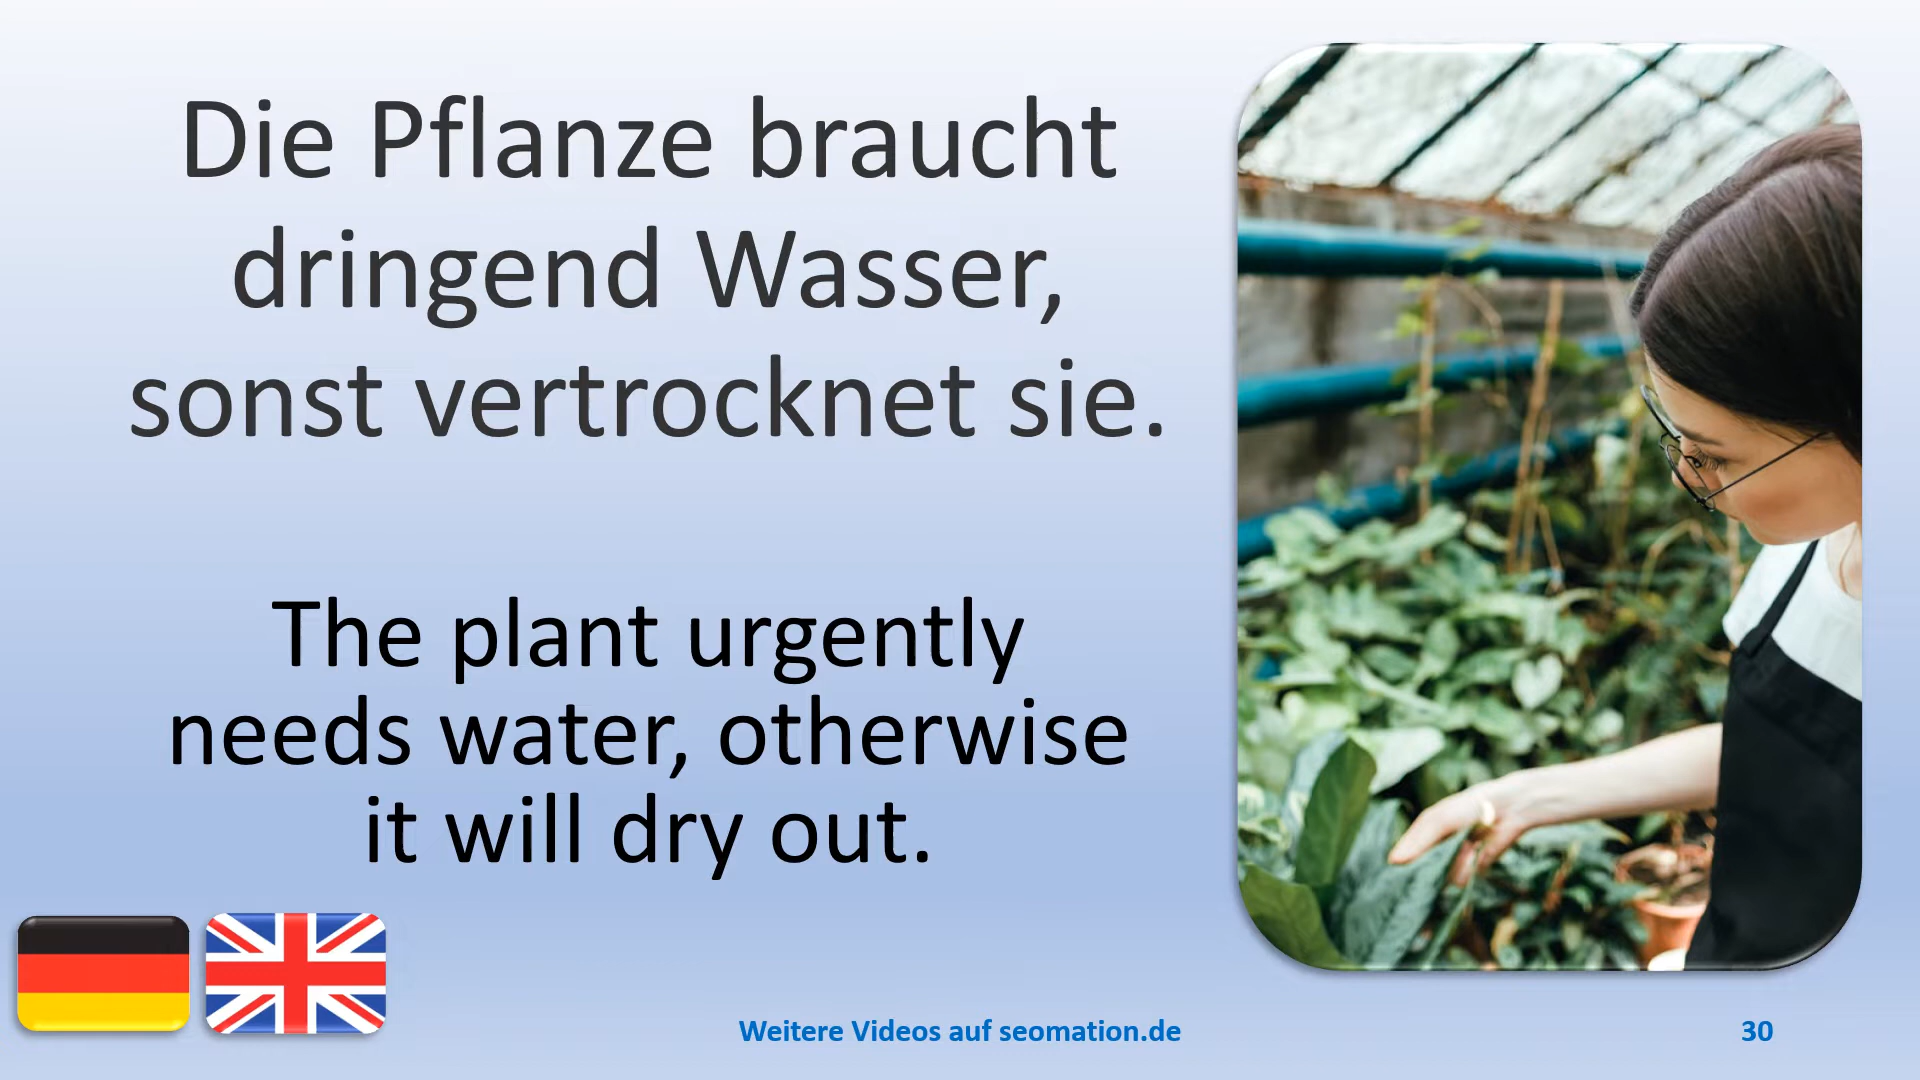 Die Pflanze braucht
dringend Wasser,
sonst vertrocknet sie.
The plant urgently
needs water, otherwise
it will dry out.
Weitere Videos auf seomation.de
30